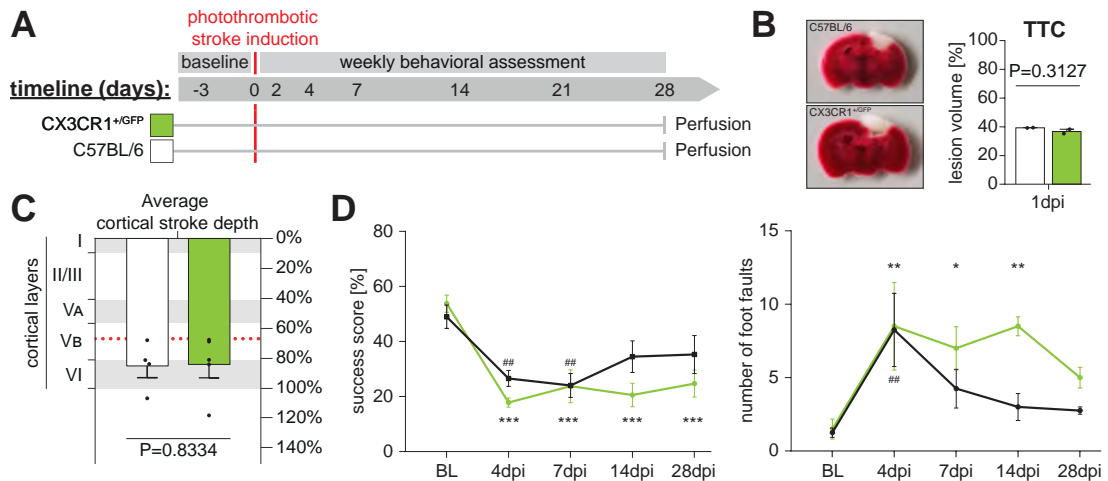 A
photothrombotic
stroke induction
baseline
weekly behavioral assessment
timeline (days):
-3 0 2 4 7 14 21 28
CX3CR1+/GFP
Perfusion
C57BL/6
Perfusion
B
C57BL/6
CX3CR1+/GFP
TTC
P=0.3127
lesion volume [%]
100
80
60
40
20
0
1dpi
C
Average
cortical stroke depth
cortical layers
I
II/III
VA
VB
VI
0%
20%
40%
60%
80%
100%
120%
140%
P=0.8334
D
success score [%]
80
60
40
20
0
## ##
*** *** *** ***
BL 4dpi 7dpi 14dpi 28dpi
number of foot faults
15
10
5
0
** * **
##
BL 4dpi 7dpi 14dpi 28dpi